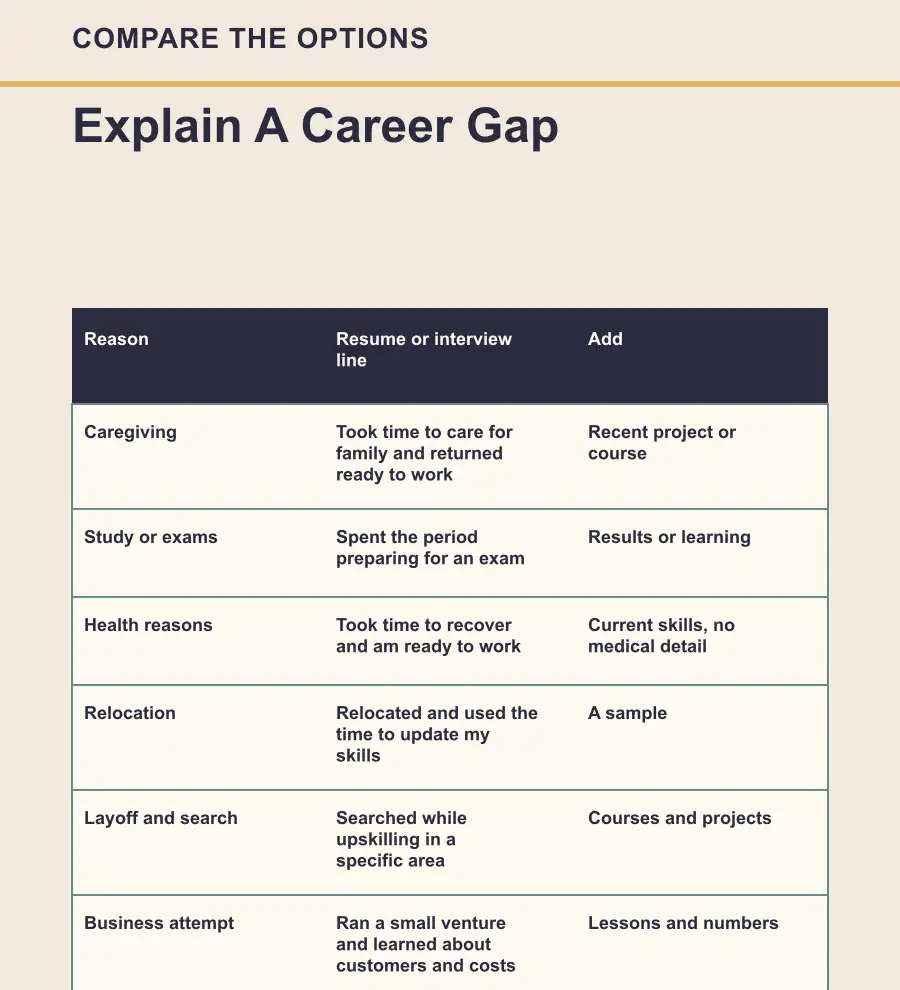 COMPARE THE OPTIONS
Explain A Career Gap
Reason
Resume or interview
line
Add
Caregiving
Took time to care for
family and returned
ready to work
Recent project or
course
Study or exams
Spent the period
preparing for an exam
Results or learning
Health reasons
Took time to recover
and am ready to work
Current skills, no
medical detail
Relocation
Relocated and used the
time to update my
skills
A sample
Layoff and search
Searched while
upskilling in a
specific area
Courses and projects
Business attempt
Ran a small venture
and learned about
customers and costs
Lessons and numbers